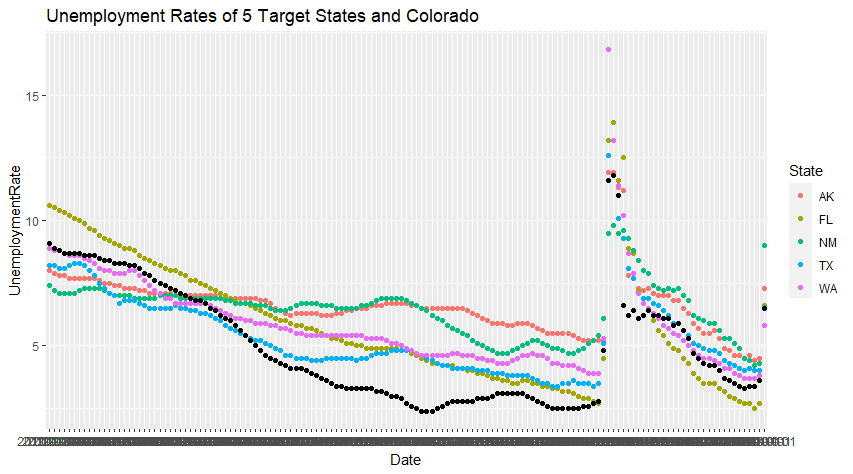 Unemployment Rates of 5 Target States and Colorado
UnemploymentRate
15
10
5
Date
State
AK
FL
NM
TX
WA